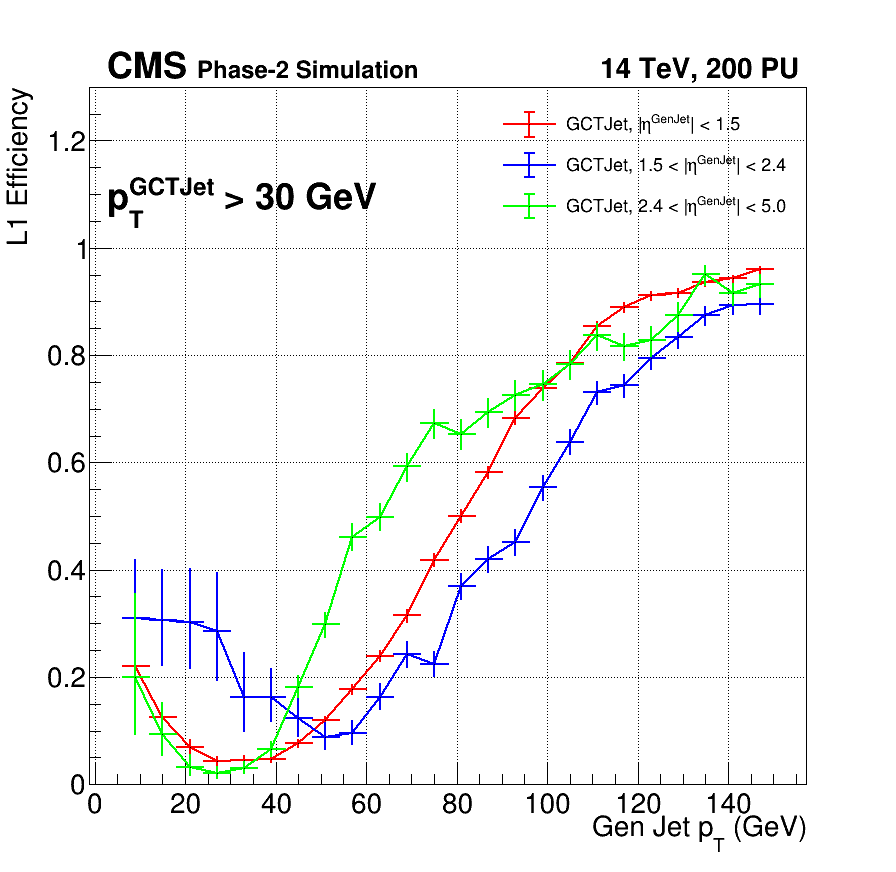 CMS Phase-2 Simulation 14 TeV, 200 PU
L1 Efficiency
GCTJet, |η^GenJet| < 1.5
GCTJet, 1.5 < |η^GenJet| < 2.4
GCTJet, 2.4 < |η^GenJet| < 5.0
p_T^GCTJet > 30 GeV
1.2
1
0.8
0.6
0.4
0.2
0
0 20 40 60 80 100 120 140
Gen Jet p_T (GeV)